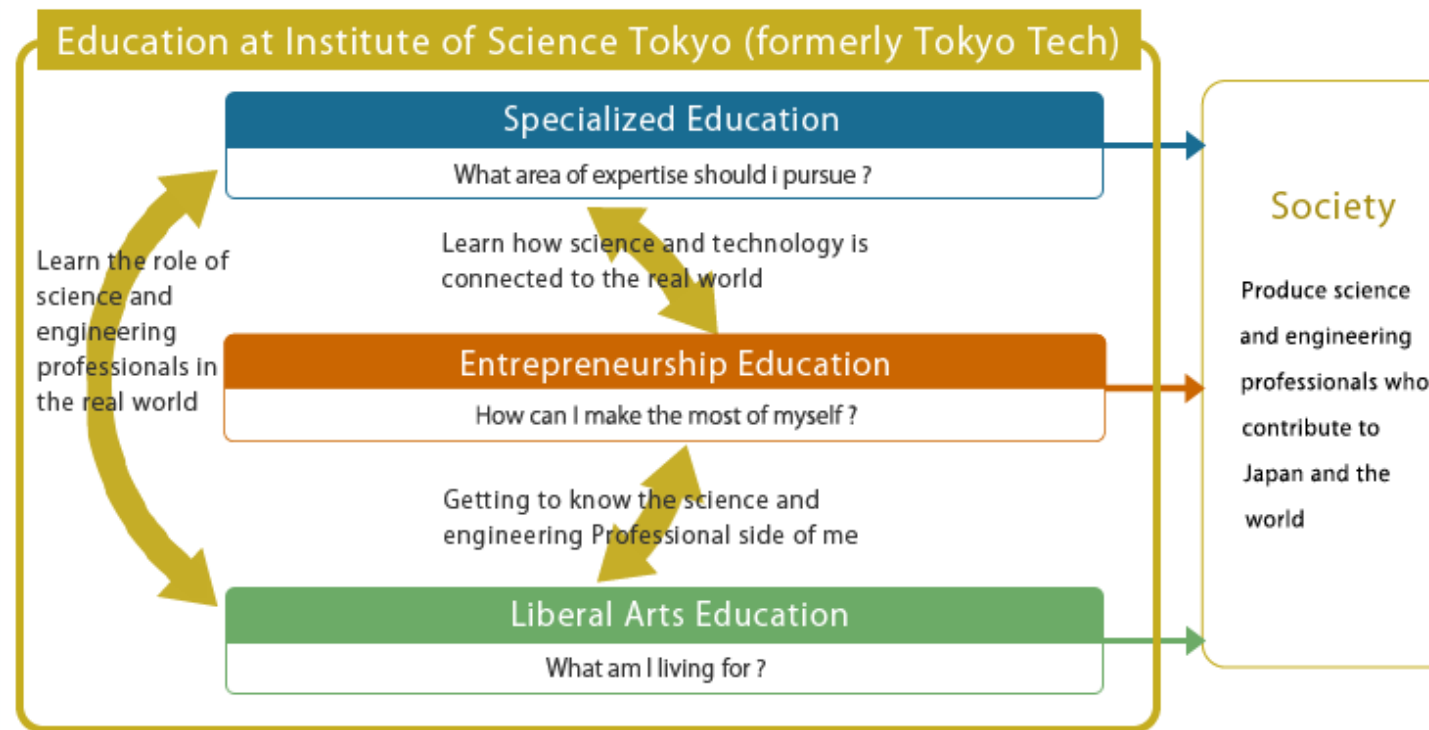 Education at Institute of Science Tokyo (formerly Tokyo Tech)
Specialized Education
What area of expertise should i pursue ?
Learn how science and technology is
connected to the real world
Learn the role of
science and
engineering
professionals in
the real world
Entrepreneurship Education
How can I make the most of myself ?
Getting to know the science and
engineering Professional side of me
Liberal Arts Education
What am I living for ?
Society
Produce science
and engineering
professionals who
contribute to
Japan and the
world